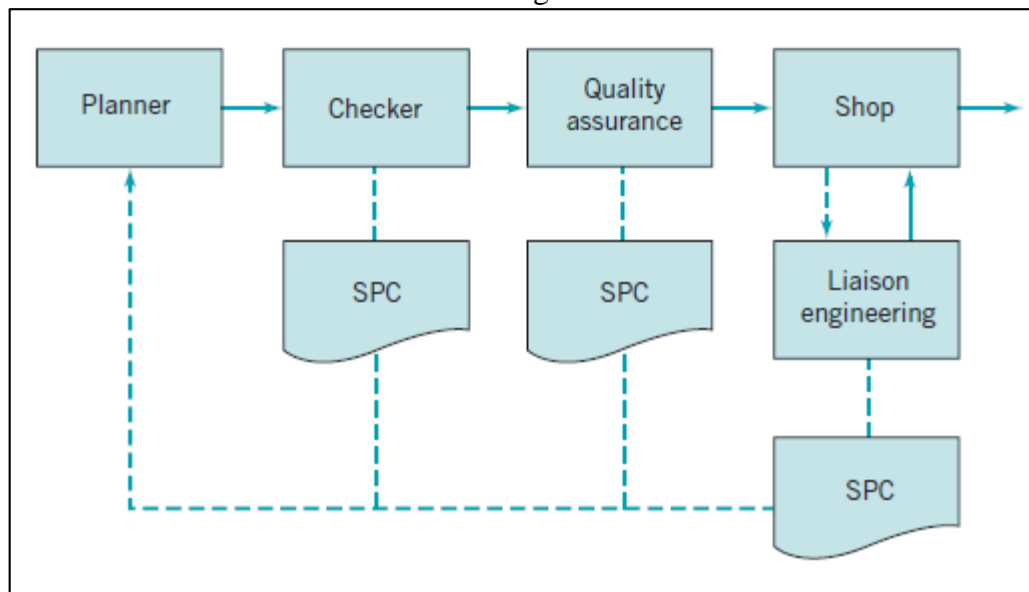 Planner
Checker
Quality
assurance
Shop
SPC
SPC
Liaison
engineering
SPC